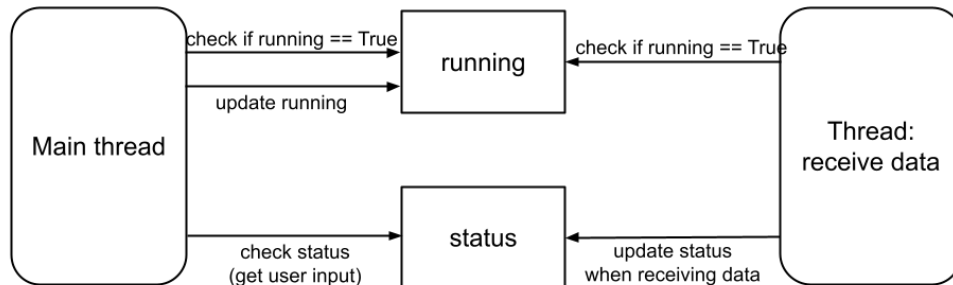 check if running == True
check if running == True
running
update running
Main thread
Thread:
receive data
status
check status
(get user input)
update status
when receiving data